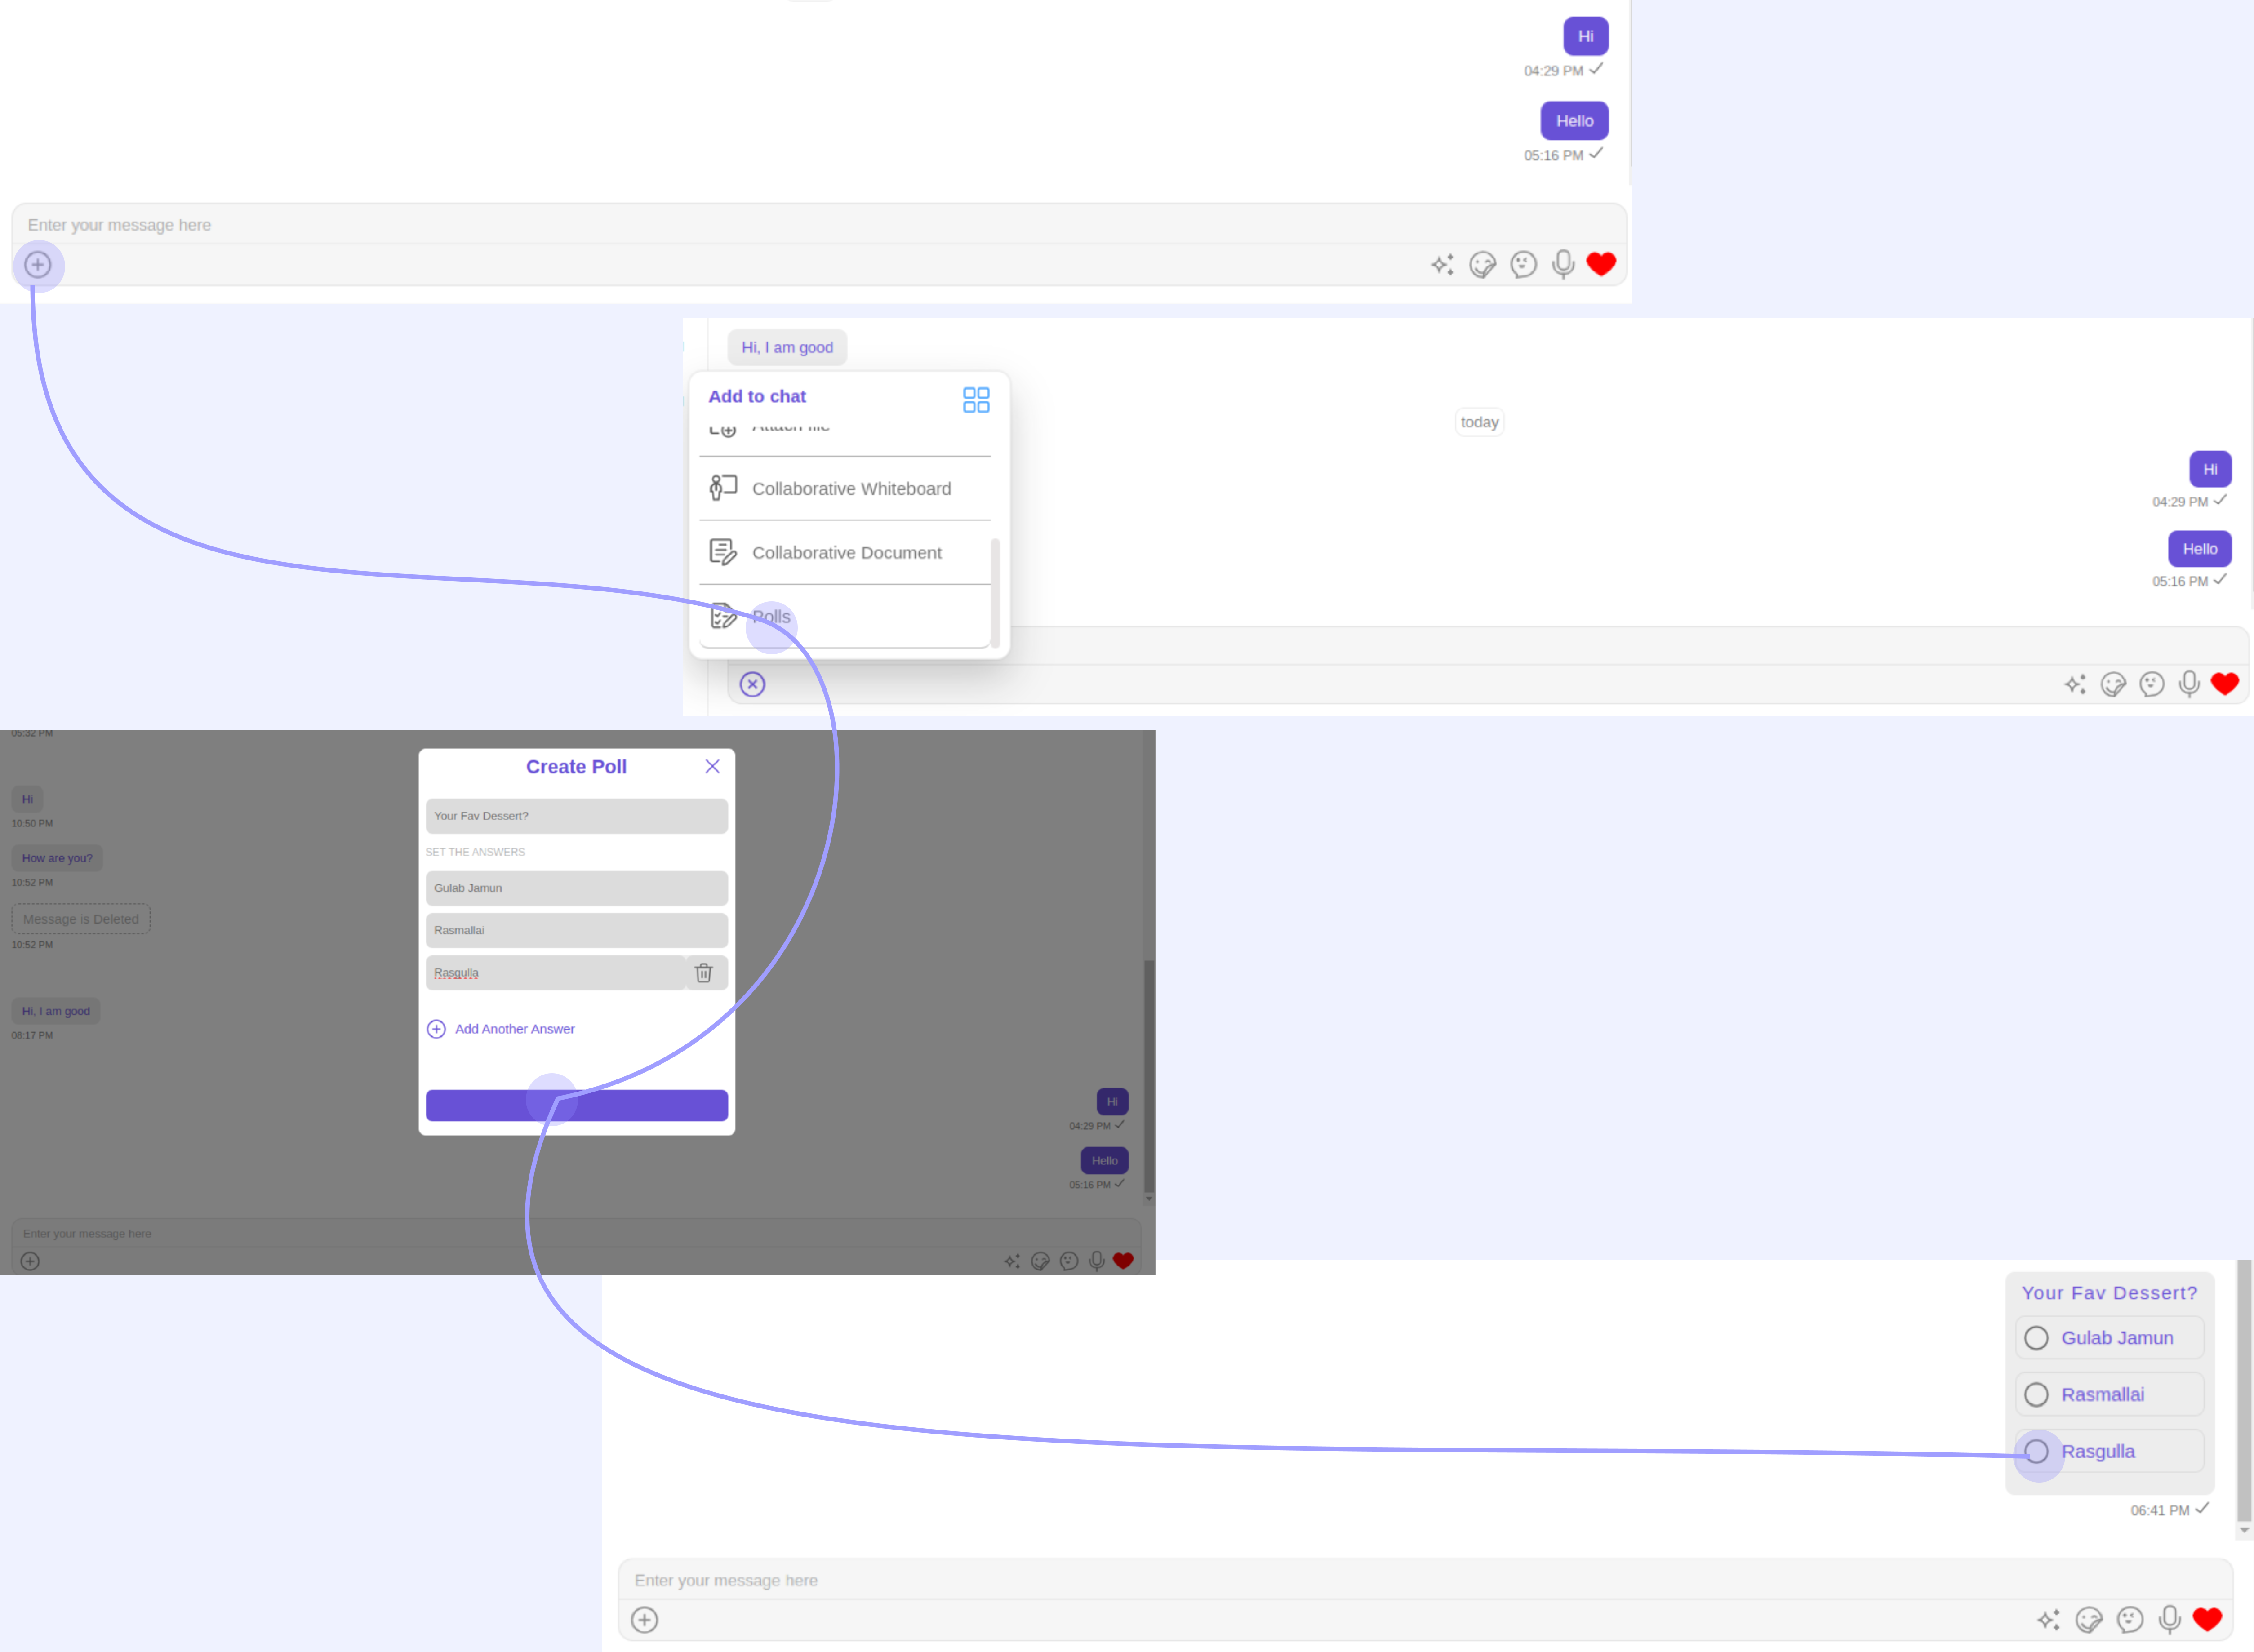 Hi
04:29 PM
Hello
05:16 PM
Enter your message here
Hi, I am good
Add to chat
today
Attach file
Hi
Collaborative Whiteboard
04:29 PM
Collaborative Document
Hello
05:16 PM
Polls
05:32 PM
Create Poll
Hi
10:50 PM
Your Fav Dessert?
How are you?
SET THE ANSWERS
10:52 PM
Gulab Jamun
Message is Deleted
Rasmallai
10:52 PM
Rasgulla
Hi, I am good
Add Another Answer
08:17 PM
Hi
04:29 PM
Hello
05:16 PM
Enter your message here
Your Fav Dessert?
Gulab Jamun
Rasmallai
Rasgulla
06:41 PM
Enter your message here